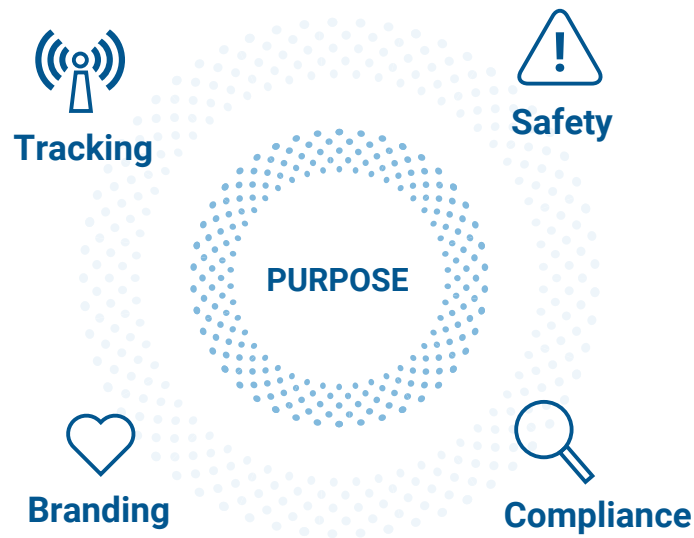 Tracking
Safety
PURPOSE
Branding
Compliance